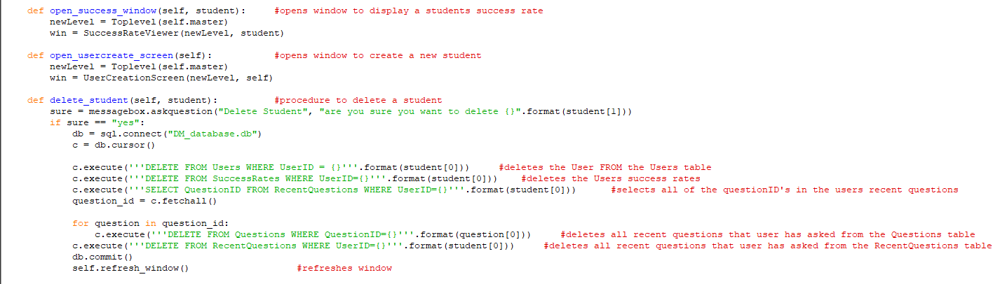 def open_success_window(self, student):     #opens window to display a students success rate
    newLevel = Toplevel(self.master)
    win = SuccessRateViewer(newLevel, student)

def open_usercreate_screen(self):           #opens window to create a new student
    newLevel = Toplevel(self.master)
    win = UserCreationScreen(newLevel, self)

def delete_student(self, student):          #procedure to delete a student
    sure = messagebox.askquestion("Delete Student", "are you sure you want to delete {}".format(student[1]))
    if sure == "yes":
        db = sql.connect("DM_database.db")
        c = db.cursor()

        c.execute('''DELETE FROM Users WHERE UserID = {}'''.format(student[0]))     #deletes the User FROM the Users table
        c.execute('''DELETE FROM SuccessRates WHERE UserID={}'''.format(student[0]))    #deletes the Users success rates
        c.execute('''SELECT QuestionID FROM RecentQuestions WHERE UserID={}'''.format(student[0]))      #selects all of the questionID's in the users recent questions
        question_id = c.fetchall()

        for question in question_id:
            c.execute('''DELETE FROM Questions WHERE QuestionID={}'''.format(question[0]))     #deletes all recent questions that user has asked from the Questions table
        c.execute('''DELETE FROM RecentQuestions WHERE UserID={}'''.format(student[0]))     #deletes all recent questions that user has asked from the RecentQuestions table
        db.commit()
        self.refresh_window()                   #refreshes window